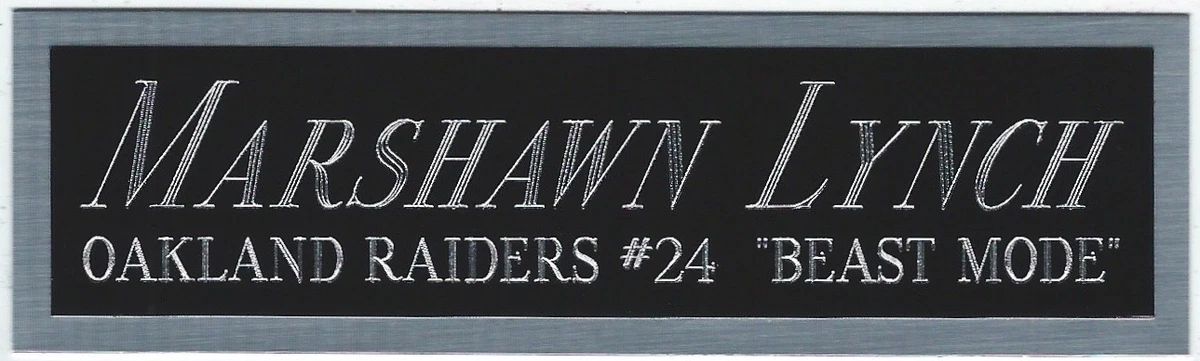 MARSHAWN LYNCH
OAKLAND RAIDERS #24 "BEAST MODE"